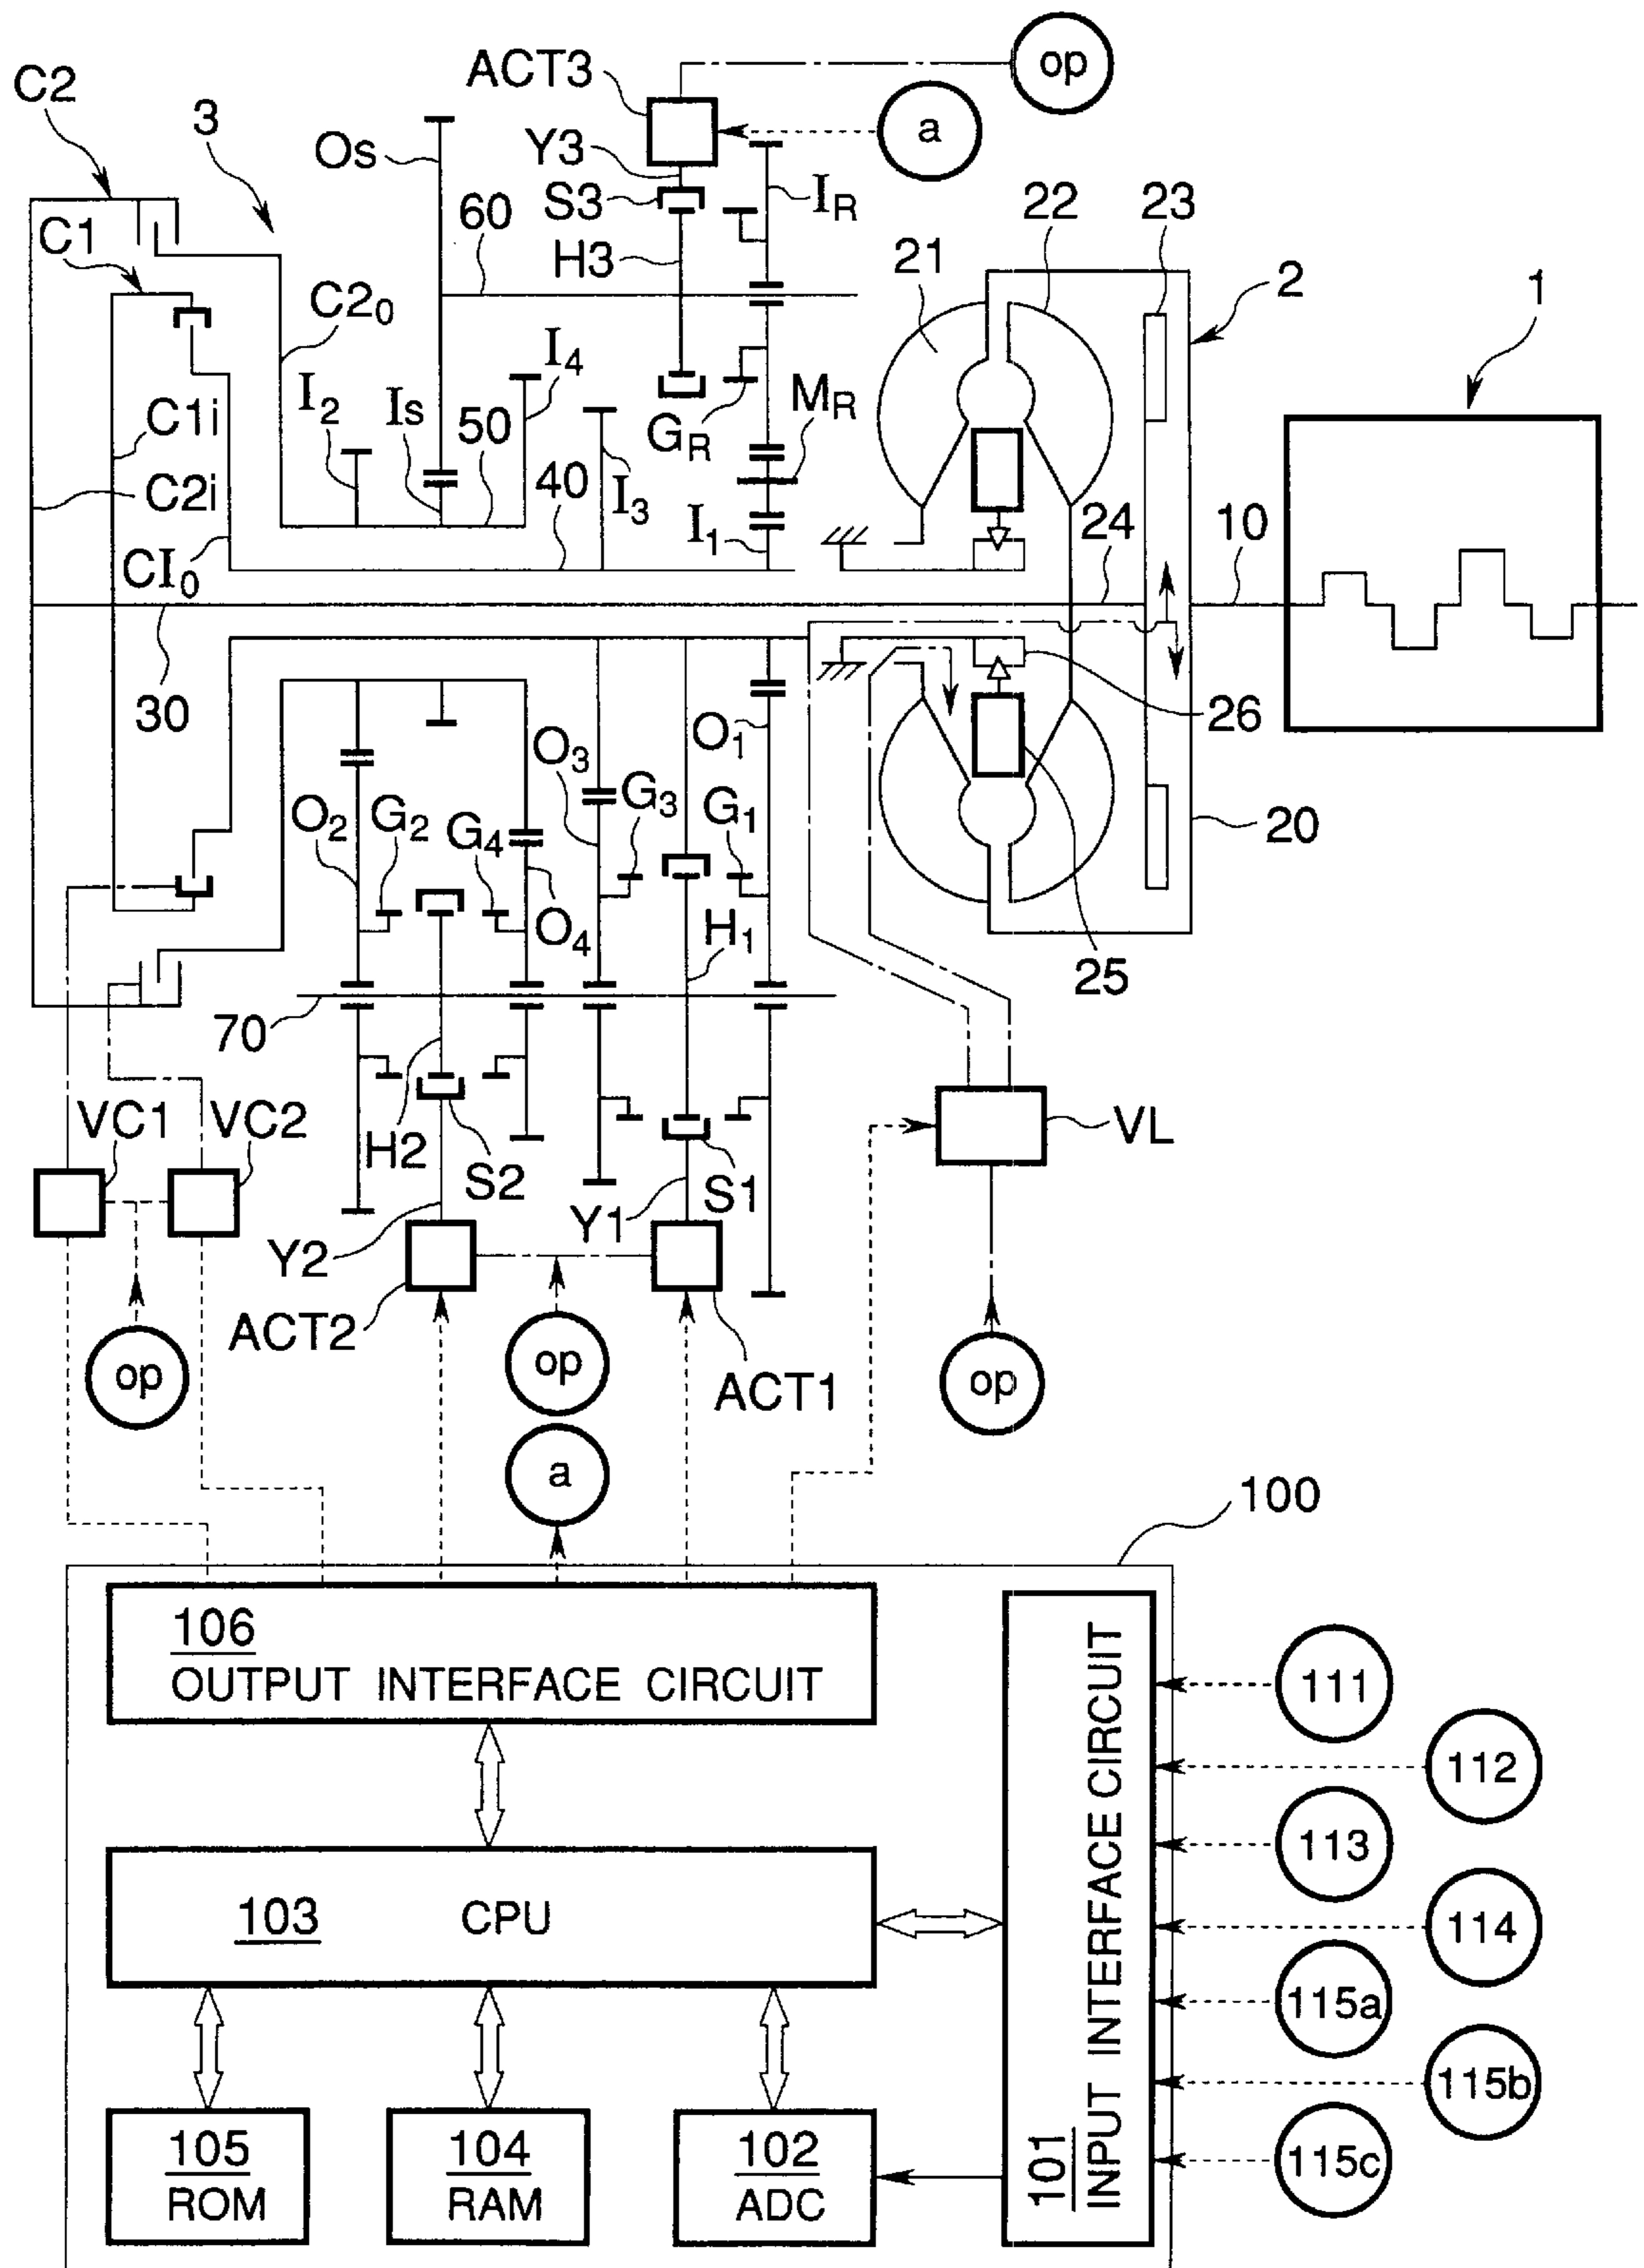 ACT3
op
C2
3
Os
a
Y3
S3
IR
60
22
23
C1
H3
21
2
1
C2₀
I₄
I₂
Is
MR
C1i
50
GR
C2i
40
I₃
24
10
I₁
CI₀
30
26
O₁
O₃
G₃
G₁
O₂
G₂
G₄
20
O₄
H₁
25
70
VC1
VC2
H2
VL
S2
S1
Y1
Y2
ACT2
op
op
ACT1
op
a
100
106
OUTPUT INTERFACE CIRCUIT
111
112
103 CPU
113
114
101 INPUT INTERFACE CIRCUIT
115a
115b
105
ROM
104
RAM
102
ADC
115c